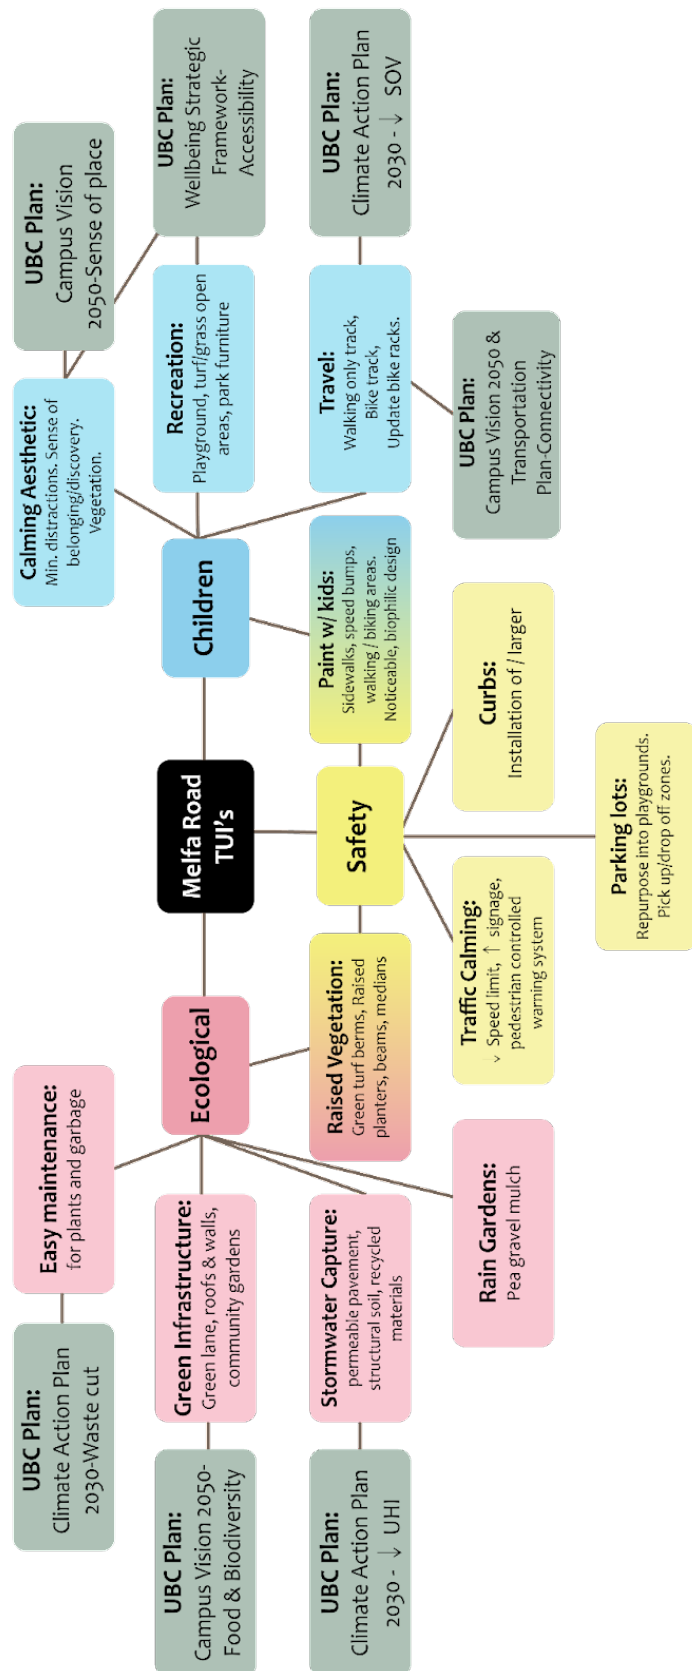 UBC Plan:
Climate Action Plan
2030-Waste cut
Easy maintenance:
for plants and garbage
Calming Aesthetic:
Min. distractions. Sense of
belonging/discovery.
Vegetation.
UBC Plan:
Campus Vision
2050-Sense of place
UBC Plan:
Campus Vision 2050-
Food & Biodiversity
Green Infrastructure:
Green lane, roofs & walls,
community gardens
Ecological
Melfa Road
TUI's
Children
Recreation:
Playground, turf/grass open
areas, park furniture
UBC Plan:
Wellbeing Strategic
Framework-
Accessibility
UBC Plan:
Climate Action Plan
2030 - ↓ UHI
Stormwater Capture:
permeable pavement,
structural soil, recycled
materials
Raised Vegetation:
Green turf berms, Raised
planters, beams, medians
Safety
Paint w/ kids:
Sidewalks, speed bumps,
walking / biking areas.
Noticeable, biophilic design
Travel:
Walking only track,
Bike track,
Update bike racks.
UBC Plan:
Climate Action Plan
2030 - ↓ SOV
Rain Gardens:
Pea gravel mulch
Traffic Calming:
↓ Speed limit, ↑ signage,
pedestrian controlled
warning system
Curbs:
Installation of / larger
UBC Plan:
Campus Vision 2050 &
Transportation
Plan-Connectivity
Parking lots:
Repurpose into playgrounds.
Pick up/drop off zones.